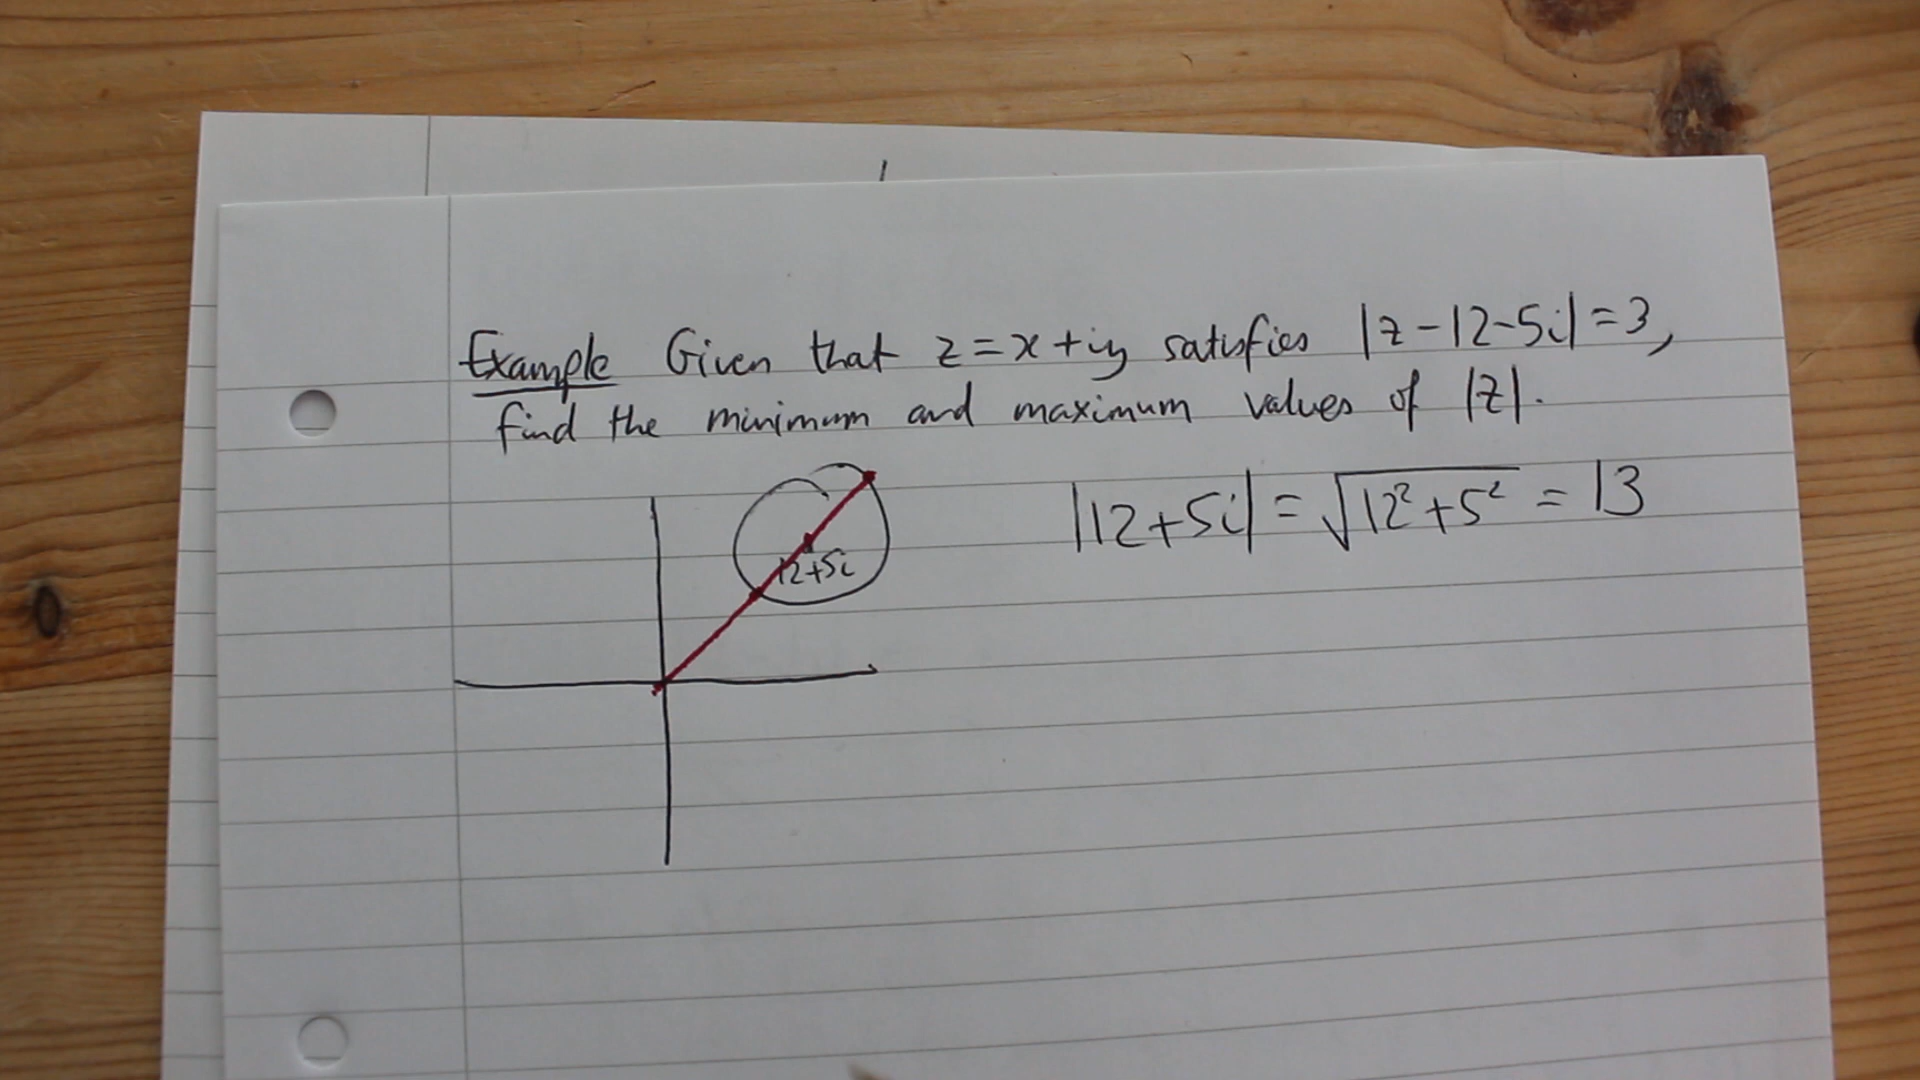 Example Given that z = x + iy satisfies |z - 12 - 5i| = 3,
find the minimum and maximum values of |z|.
|12 + 5i| = √(12² + 5²) = 13
12+5i